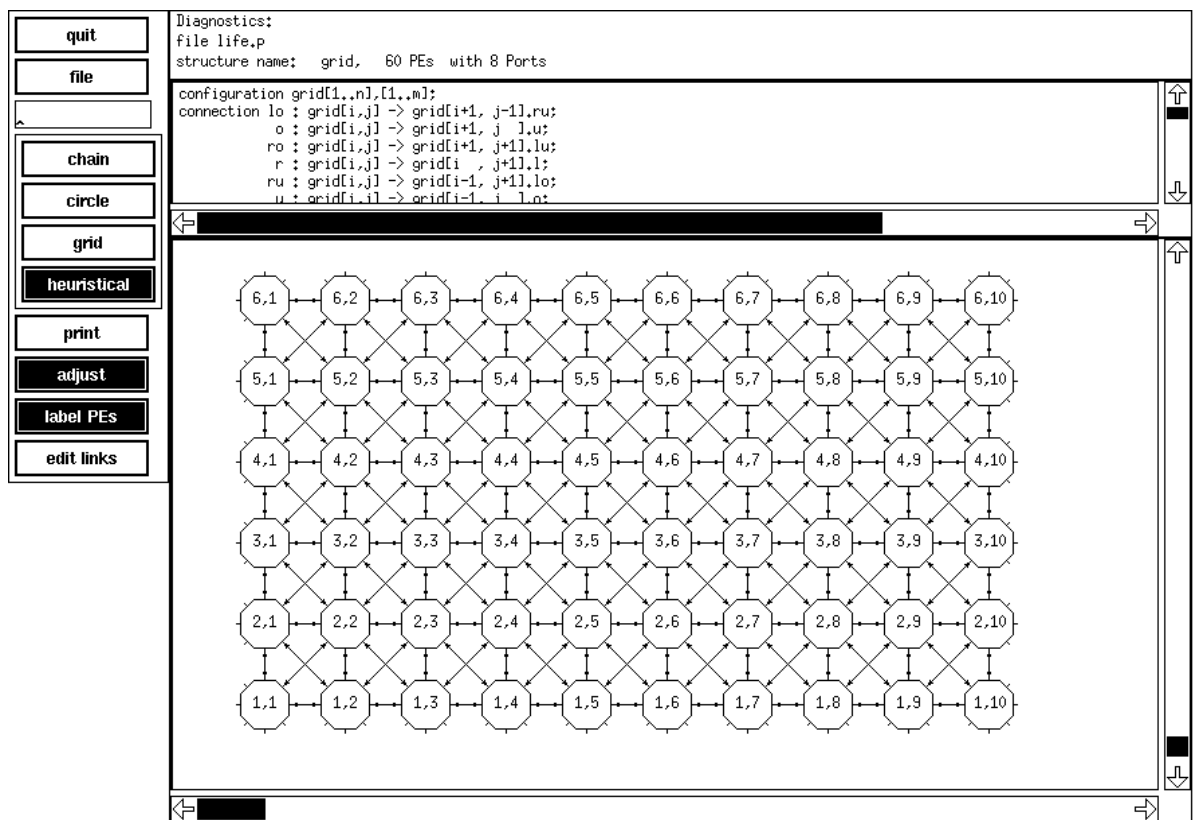 quit
file
chain
circle
grid
heuristical
print
adjust
label PEs
edit links
Diagnostics:
file life.p
structure name:   grid,   60 PEs  with 8 Ports
configuration grid[1..n],[1..m];
connection lo : grid[i,j] -> grid[i+1, j-1].ru;
            o : grid[i,j] -> grid[i+1, j  ].u;
           ro : grid[i,j] -> grid[i+1, j+1].lu;
            r : grid[i,j] -> grid[i  , j+1].l;
           ru : grid[i,j] -> grid[i-1, j+1].lo;
            u : grid[i,j] -> grid[i-1, j  ].o;
6,1 6,2 6,3 6,4 6,5 6,6 6,7 6,8 6,9 6,10
5,1 5,2 5,3 5,4 5,5 5,6 5,7 5,8 5,9 5,10
4,1 4,2 4,3 4,4 4,5 4,6 4,7 4,8 4,9 4,10
3,1 3,2 3,3 3,4 3,5 3,6 3,7 3,8 3,9 3,10
2,1 2,2 2,3 2,4 2,5 2,6 2,7 2,8 2,9 2,10
1,1 1,2 1,3 1,4 1,5 1,6 1,7 1,8 1,9 1,10